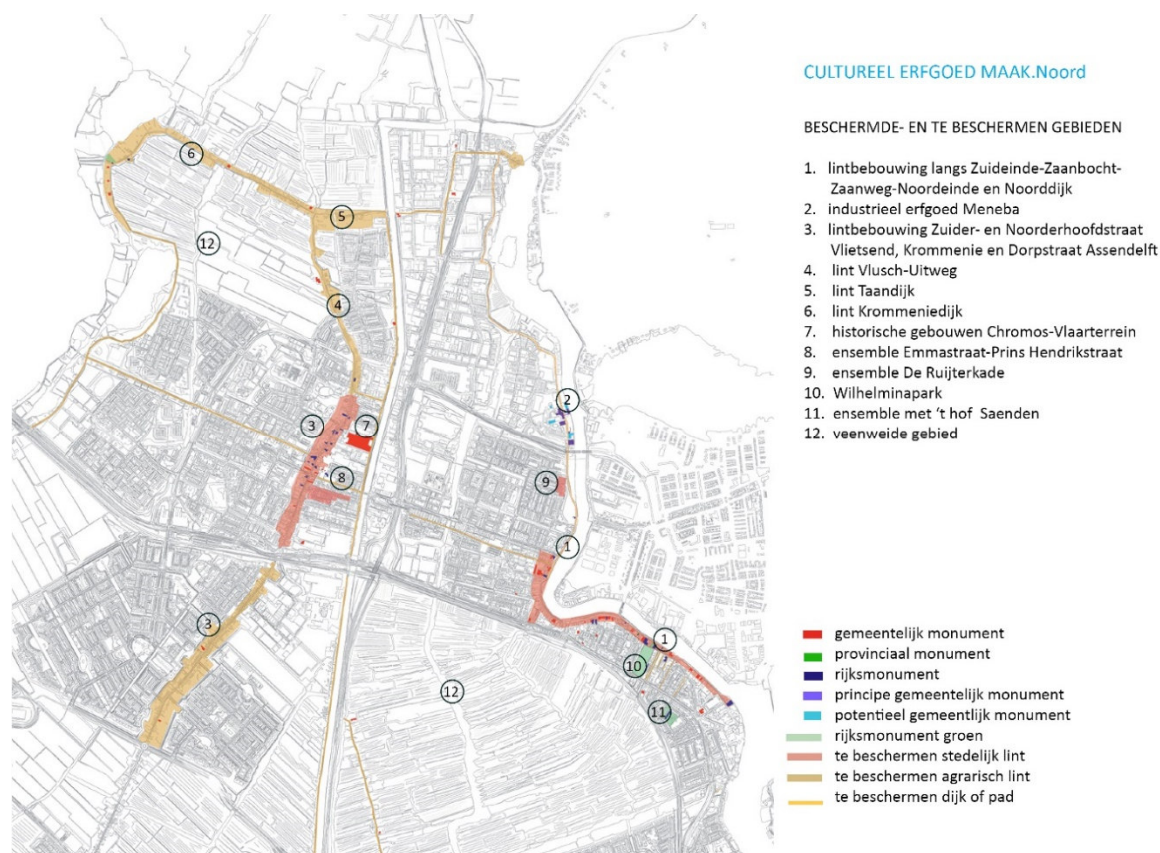 CULTUREEL ERFGOED MAAK.Noord
BESCHERMDE- EN TE BESCHERMEN GEBIEDEN
1. lintbebouwing langs Zuideinde-Zaanbocht-
Zaanweg-Noordeinde en Noorddijk
2. industrieel erfgoed Meneba
3. lintbebouwing Zuider- en Noorderhoofdstraat
Vlietsend, Krommenie en Dorpstraat Assendelft
4. lint Vlusch-Uitweg
5. lint Taandijk
6. lint Krommeniedijk
7. historische gebouwen Chromos-Vlaarterrein
8. ensemble Emmastraat-Prins Hendrikstraat
9. ensemble De Ruijterkade
10. Wilhelminapark
11. ensemble met ‘t hof Saenden
12. veenweide gebied
gemeentelijk monument
provinciaal monument
rijksmonument
principe gemeentelijk monument
potentieel gemeentlijk monument
rijksmonument groen
te beschermen stedelijk lint
te beschermen agrarisch lint
te beschermen dijk of pad
6
5
12
4
2
3
7
8
9
1
3
1
10
12
11